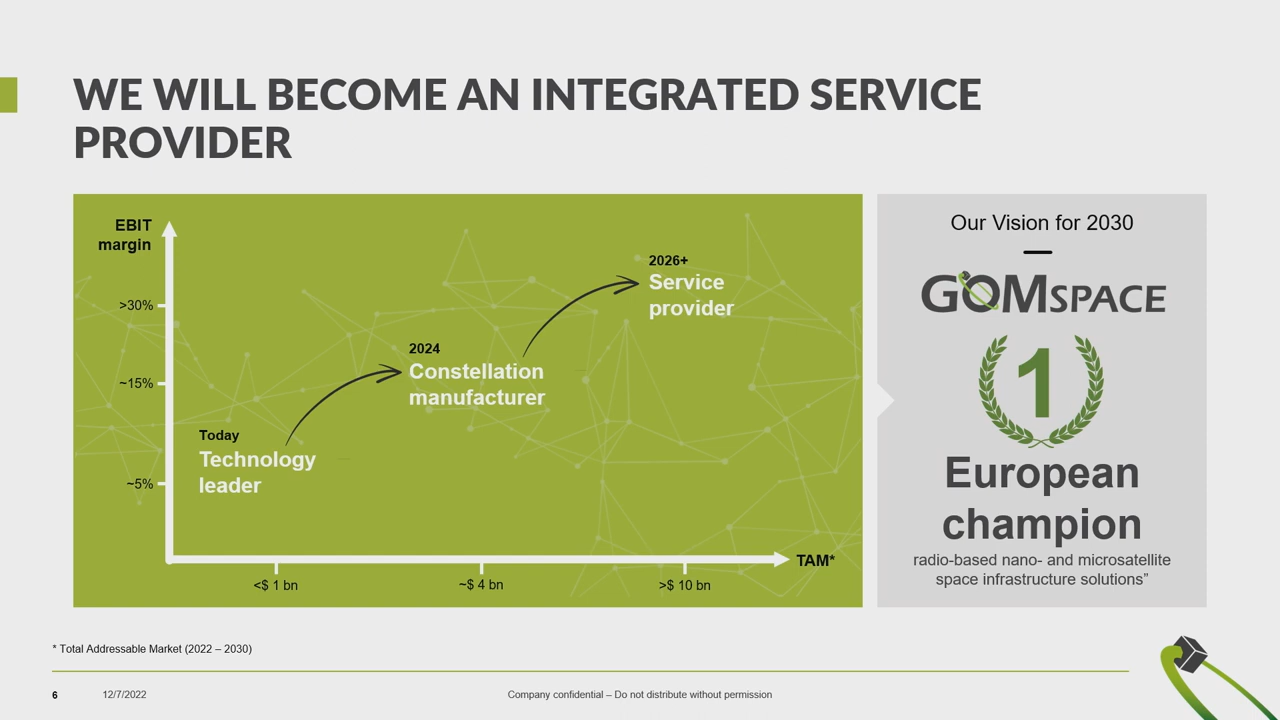 WE WILL BECOME AN INTEGRATED SERVICE
PROVIDER
EBIT
margin
>30%
~15%
~5%
Today
Technology
leader
2024
Constellation
manufacturer
2026+
Service
provider
<$ 1 bn
~$ 4 bn
>$ 10 bn
TAM*
Our Vision for 2030
GOMSPACE
1
European
champion
radio-based nano- and microsatellite
space infrastructure solutions”
* Total Addressable Market (2022 – 2030)
6
12/7/2022
Company confidential – Do not distribute without permission